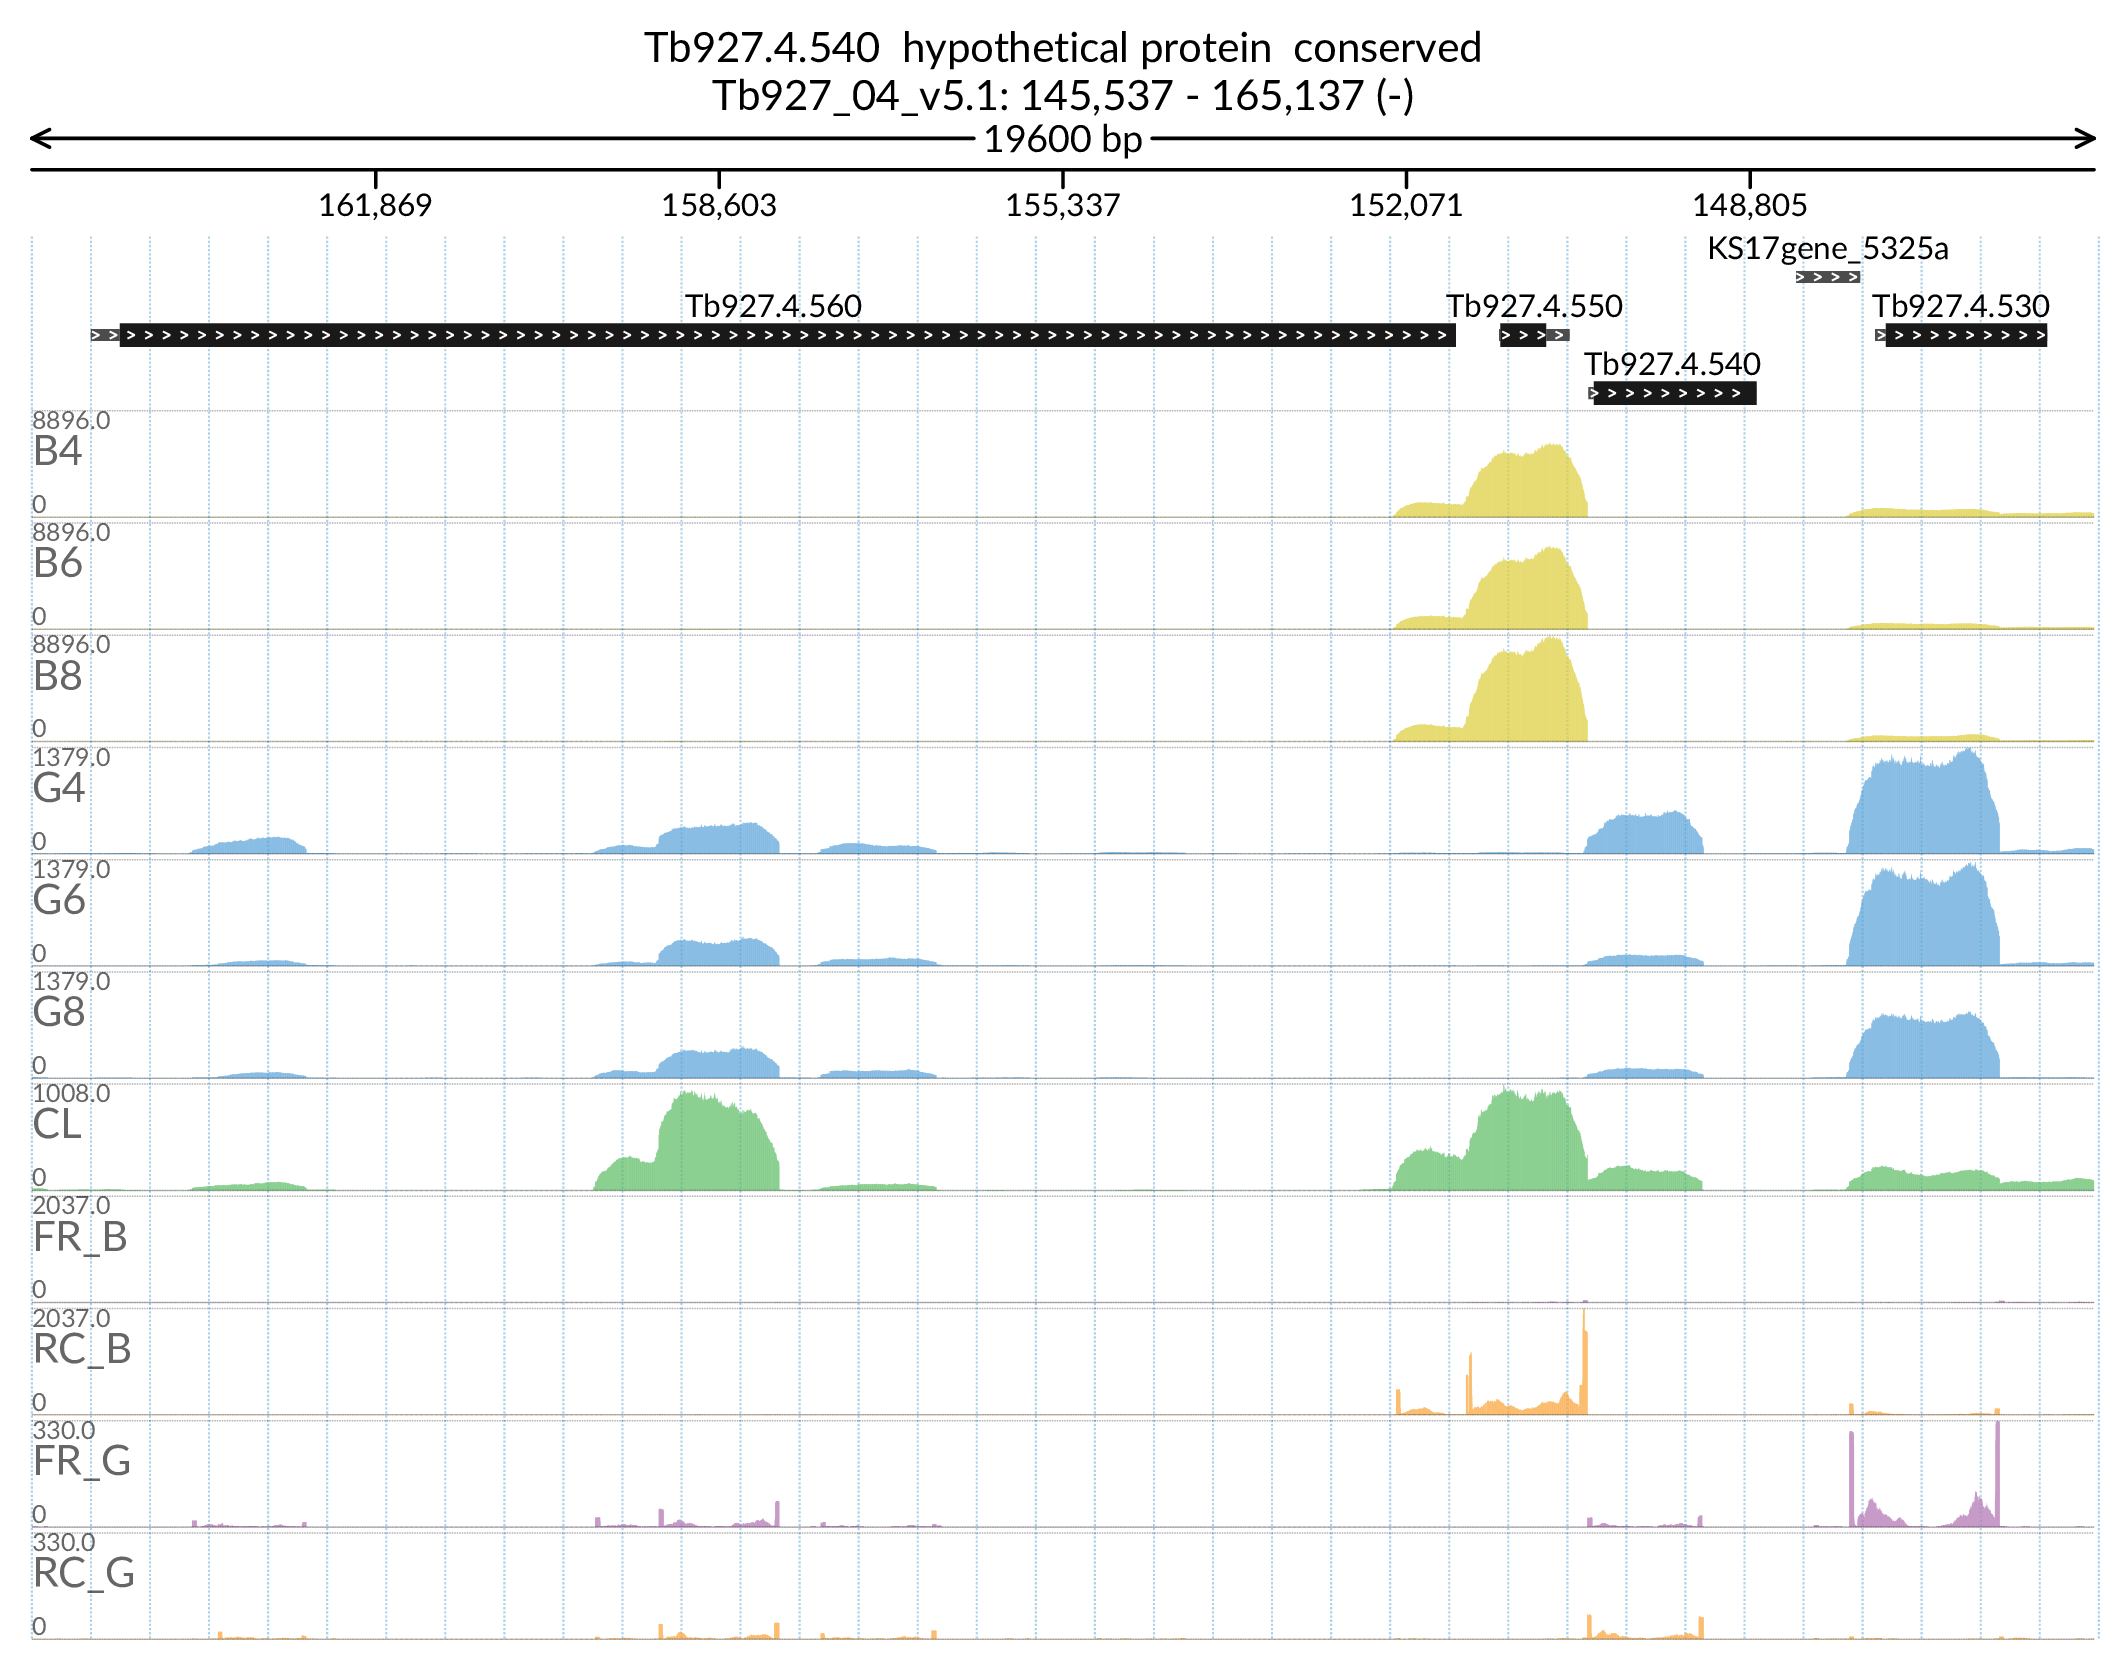 Tb927.4.540  hypothetical protein  conserved
Tb927_04_v5.1: 145,537 - 165,137 (-)
19600 bp
161,869 158,603 155,337 152,071 148,805
KS17gene_5325a
Tb927.4.560 Tb927.4.550 Tb927.4.530
Tb927.4.540
8896.0
B4
0
8896.0
B6
0
8896.0
B8
0
1379.0
G4
0
1379.0
G6
0
1379.0
G8
0
1008.0
CL
0
2037.0
FR_B
0
2037.0
RC_B
0
330.0
FR_G
0
330.0
RC_G
0